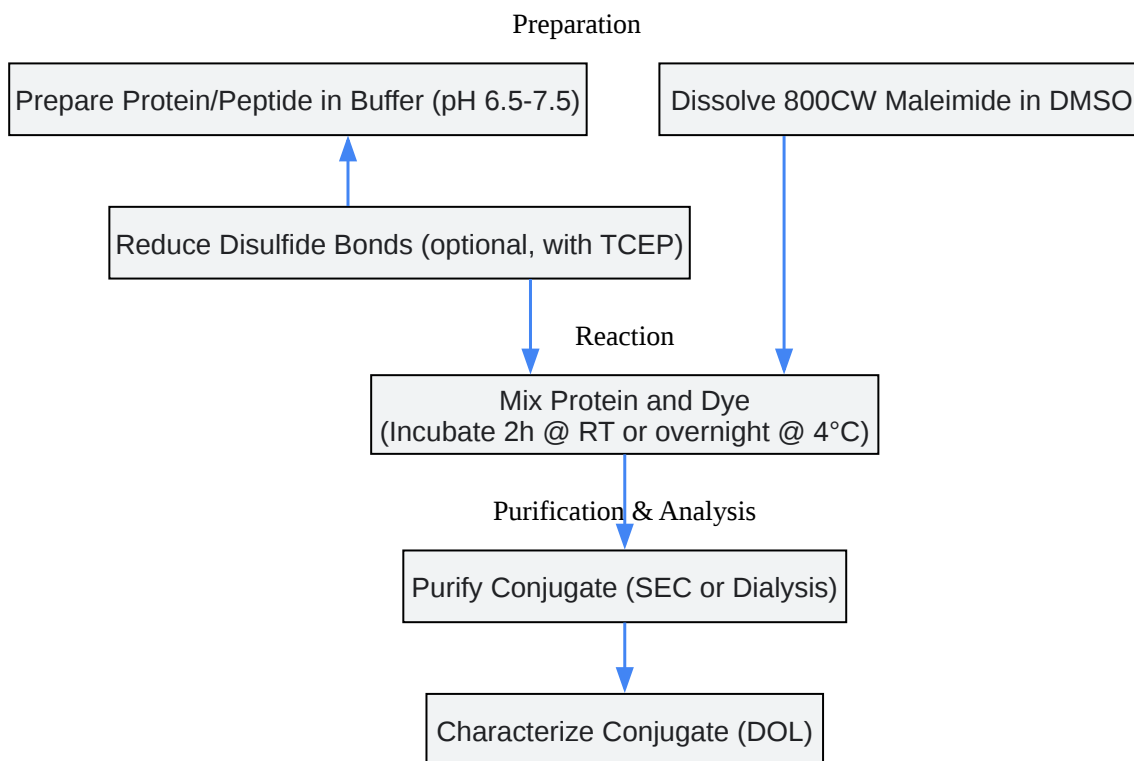 Preparation
Prepare Protein/Peptide in Buffer (pH 6.5-7.5)
Dissolve 800CW Maleimide in DMSO
Reduce Disulfide Bonds (optional, with TCEP)
Reaction
Mix Protein and Dye
(Incubate 2h @ RT or overnight @ 4°C)
Purification & Analysis
Purify Conjugate (SEC or Dialysis)
Characterize Conjugate (DOL)